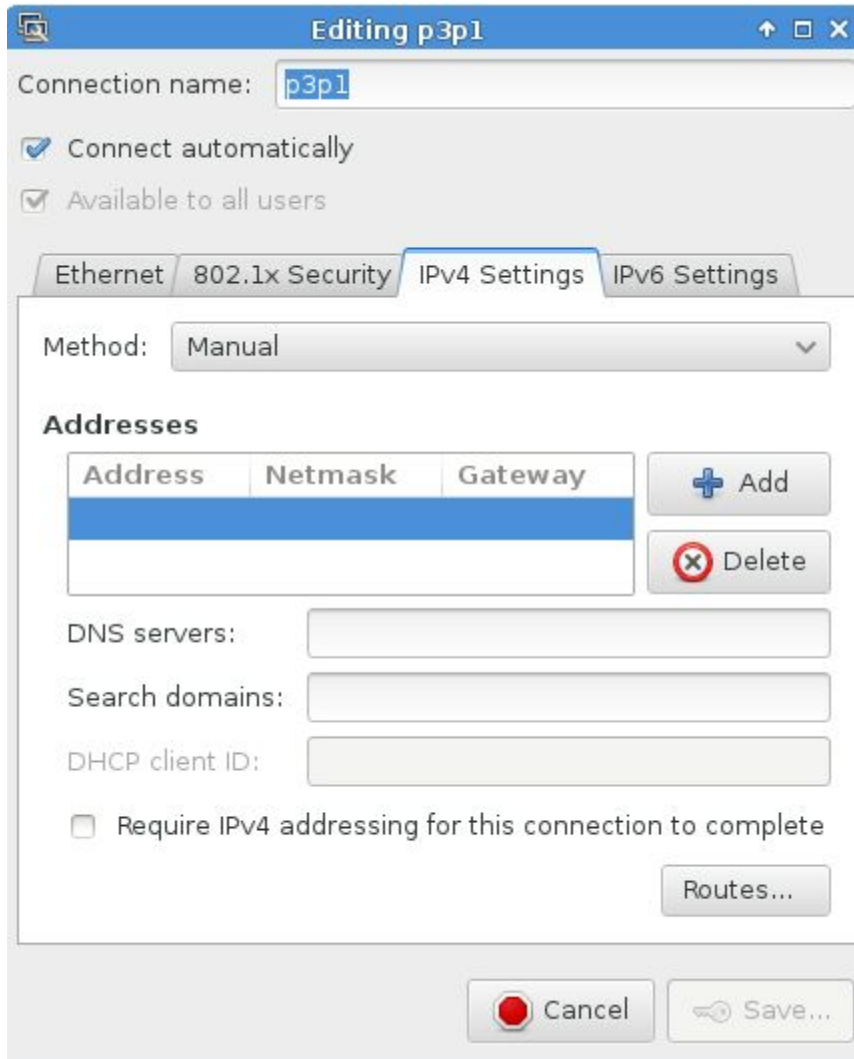 Editing p3p1
Connection name: p3p1
Connect automatically
Available to all users
Ethernet 802.1x Security IPv4 Settings IPv6 Settings
Method: Manual
Addresses
Address Netmask Gateway
Add
Delete
DNS servers:
Search domains:
DHCP client ID:
Require IPv4 addressing for this connection to complete
Routes...
Cancel Save...